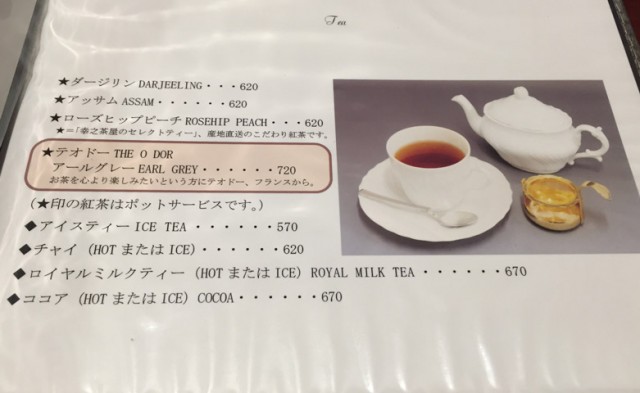 Tea
★ダージリン DARJEELING・・・620
★アッサム ASSAM・・・・・・620
★ローズヒップピーチ ROSEHIP PEACH・・・620
★=「幸之茶屋のセレクトティー」、産地直送のこだわり紅茶です。
★テオドー THE O DOR
アールグレー EARL GREY・・・・・・720
お茶を心より楽しみたいという方にテオドー、フランスから。
(★印の紅茶はポットサービスです。)
◆アイスティー ICE TEA・・・・・・570
◆チャイ (HOT または ICE)・・・・・・620
◆ロイヤルミルクティー (HOT または ICE) ROYAL MILK TEA・・・・・・670
◆ココア (HOT または ICE) COCOA・・・・・・670